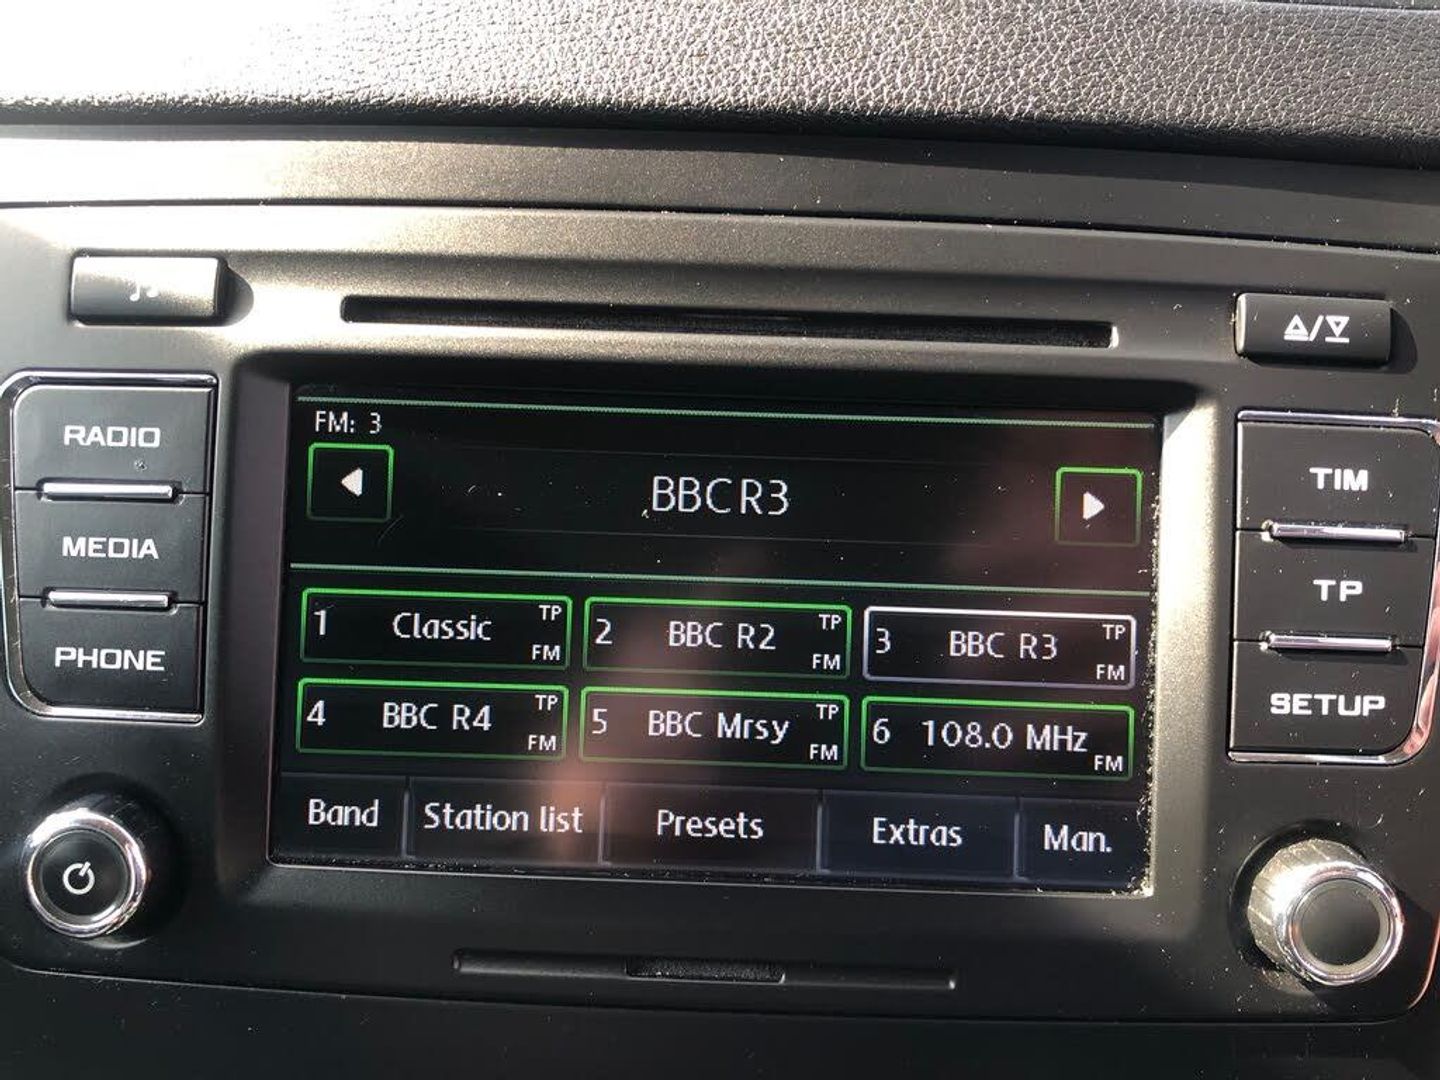 RADIO
MEDIA
PHONE
FM: 3
BBC R3
1 Classic TP FM
2 BBC R2 TP FM
3 BBC R3 TP FM
4 BBC R4 TP FM
5 BBC Mrsy TP FM
6 108.0 MHz FM
Band Station list Presets Extras Man.
TIM
TP
SETUP